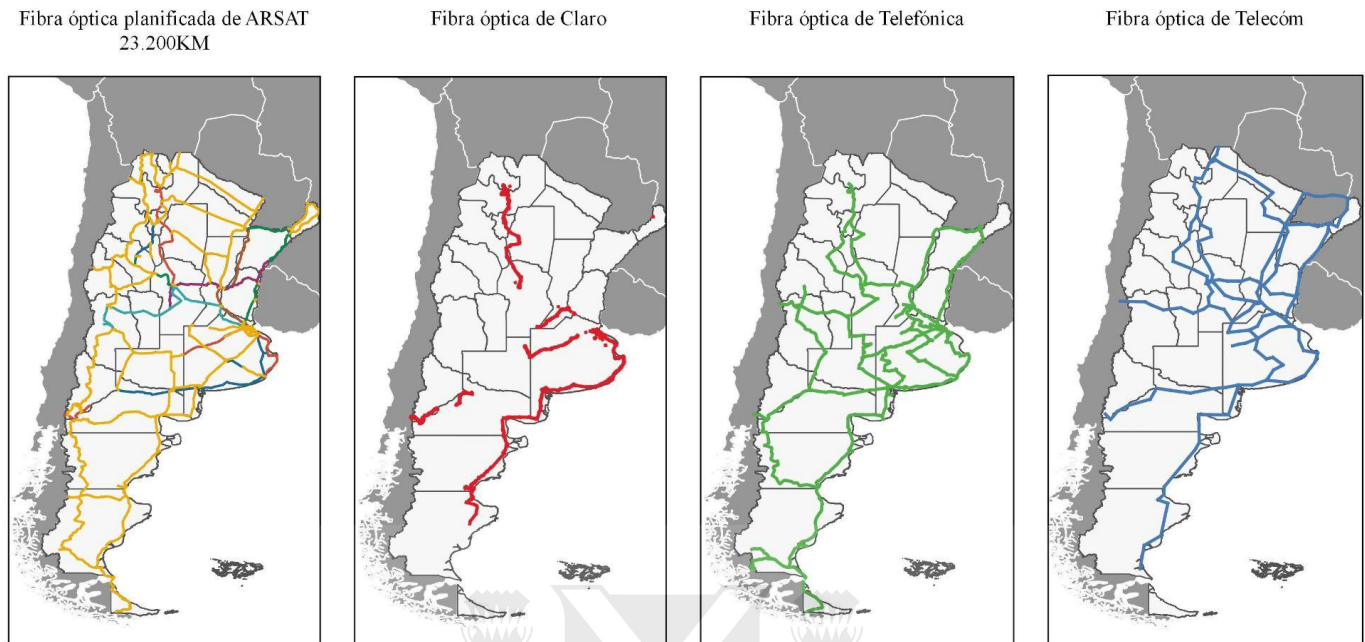 Fibra óptica planificada de ARSAT
23.200KM
Fibra óptica de Claro
Fibra óptica de Telefónica
Fibra óptica de Telecóm